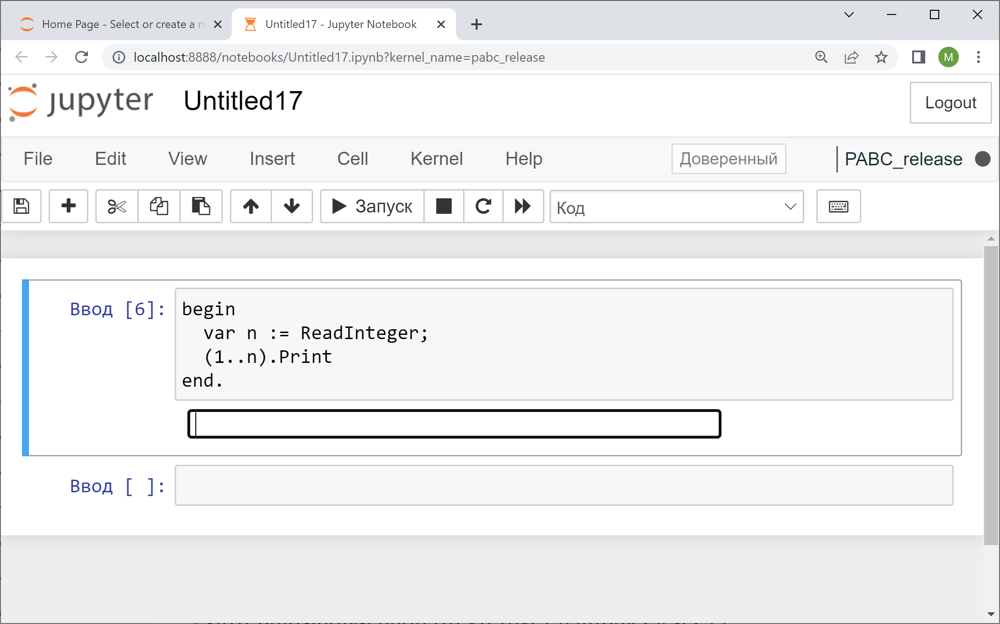 Home Page - Select or create a n
Untitled17 - Jupyter Notebook
localhost:8888/notebooks/Untitled17.ipynb?kernel_name=pabc_release
M
jupyter Untitled17
Logout
File Edit View Insert Cell Kernel Help Доверенный PABC_release
Запуск Код
Ввод [6]:
begin
  var n := ReadInteger;
  (1..n).Print
end.
Ввод [ ]: